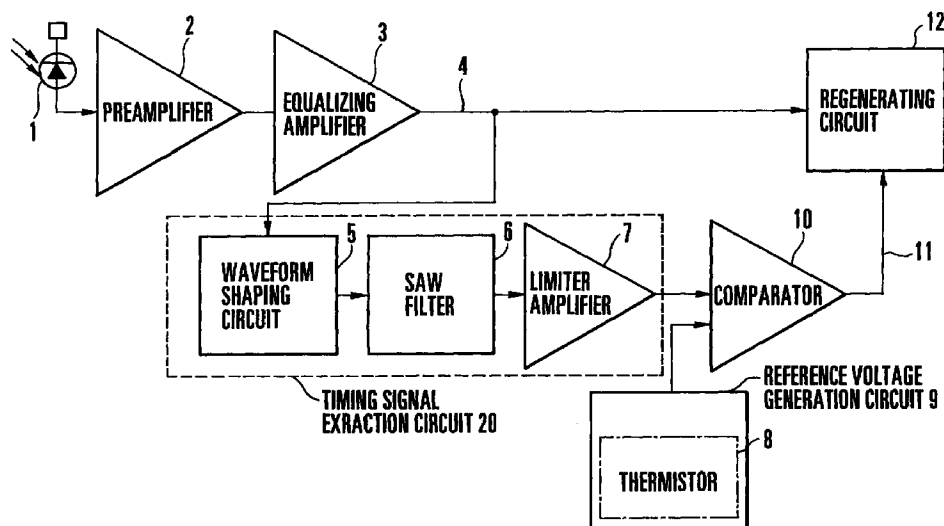 1
2
PREAMPLIFIER
3
EQUALIZING
AMPLIFIER
4
12
REGENERATING
CIRCUIT
5
WAVEFORM
SHAPING
CIRCUIT
6
SAW
FILTER
7
LIMITER
AMPLIFIER
10
COMPARATOR
11
TIMING SIGNAL
EXRACTION CIRCUIT 20
REFERENCE VOLTAGE
GENERATION CIRCUIT 9
8
THERMISTOR